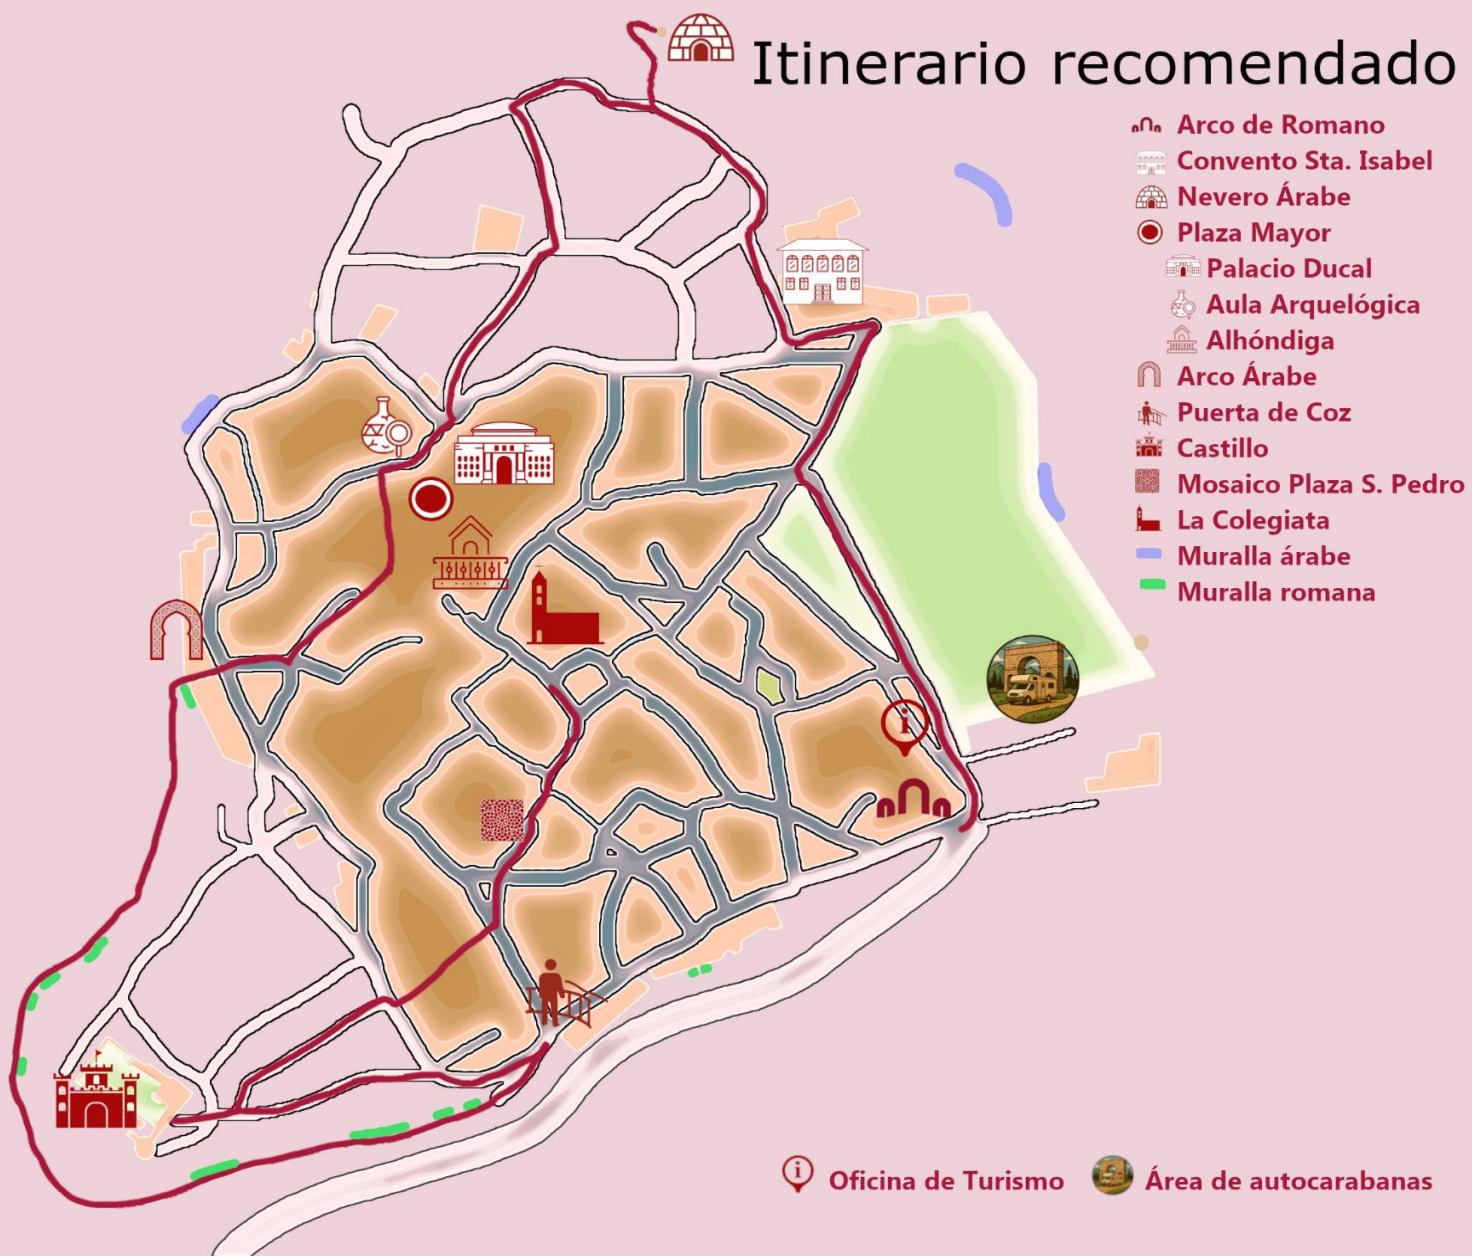 Itinerario recomendado
Arco de Romano
Convento Sta. Isabel
Nevero Árabe
Plaza Mayor
Palacio Ducal
Aula Arquelógica
Alhóndiga
Arco Árabe
Puerta de Coz
Castillo
Mosaico Plaza S. Pedro
La Colegiata
Muralla árabe
Muralla romana
i
i Oficina de Turismo Área de autocarabanas